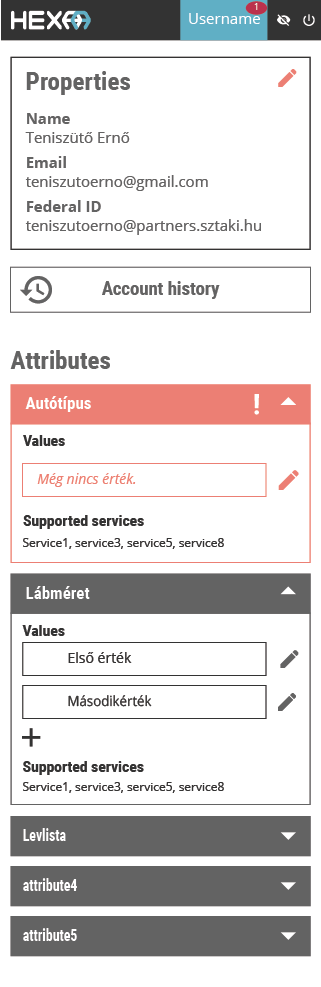 HEXAA
Username
1
Properties
Name
Teniszütő Ernő
Email
teniszutoerno@gmail.com
Federal ID
teniszutoerno@partners.sztaki.hu
Account history
Attributes
Autótípus
Values
Még nincs érték.
Supported services
Service1, service3, service5, service8
Lábméret
Values
Első érték
Másodikérték
Supported services
Service1, service3, service5, service8
Levlista
attribute4
attribute5